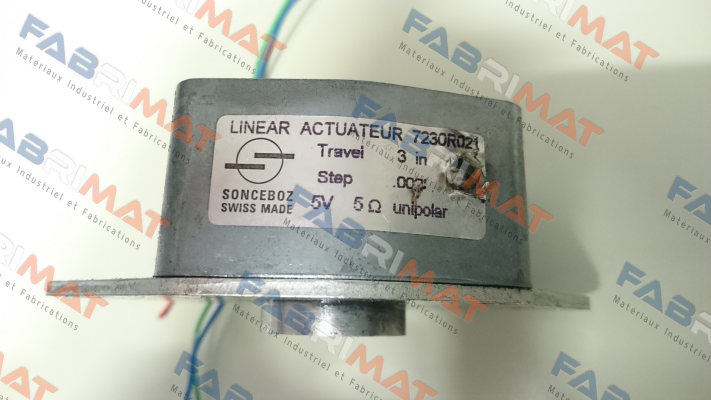 LINEAR ACTUATEUR 7230R021
Travel 3 in
Step
SONCEBOZ
SWISS MADE
5V 5 Ω unipolar
FABRIMAT
Materiaux Industriel et Fabrications